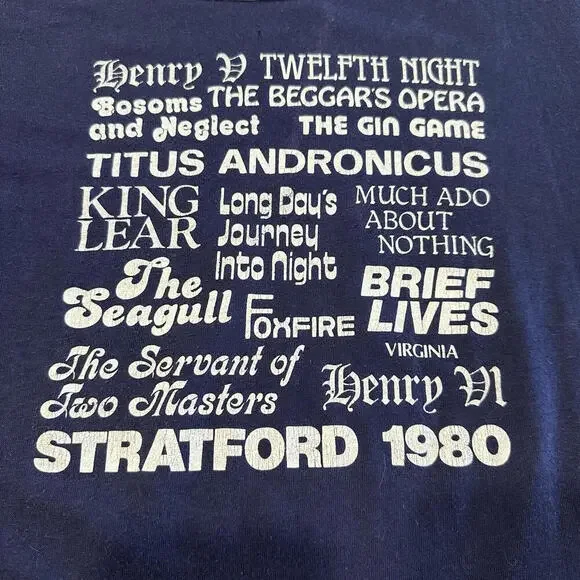 Henry V TWELFTH NIGHT
Bosoms and Neglect
THE BEGGAR'S OPERA
THE GIN GAME
TITUS ANDRONICUS
KING
LEAR
Long Day's
Journey
Into Night
MUCH ADO
ABOUT
NOTHING
The
Seagull
FOXFIRE
BRIEF
LIVES
VIRGINIA
The Servant of
Two Masters
Henry VI
STRATFORD 1980